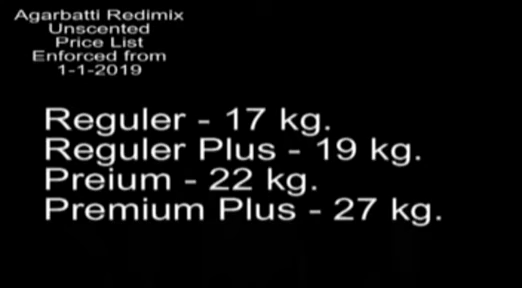 Agarbatti Redimix
Unscented
Price List
Enforced from
1-1-2019
Reguler - 17 kg.
Reguler Plus - 19 kg.
Preium - 22 kg.
Premium Plus - 27 kg.